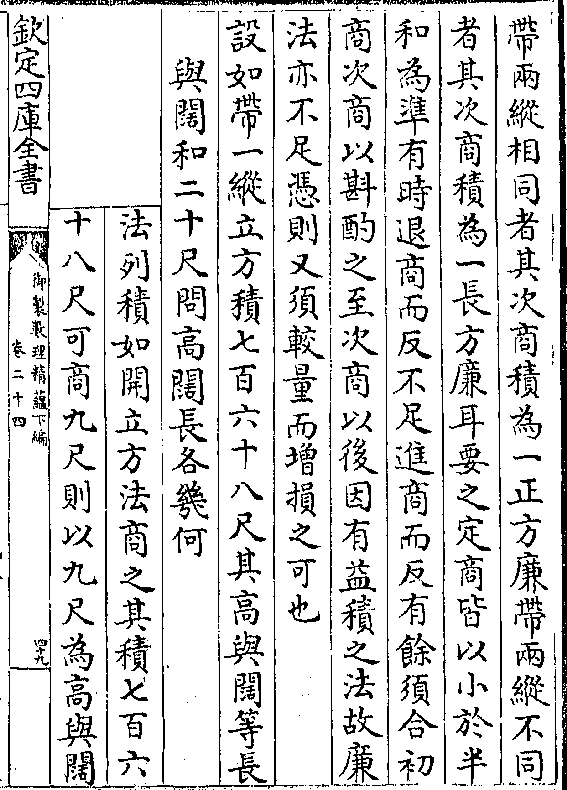 帶兩縱相同者其次商積為一正方廉帶兩縱不同
者其次商積為一長方廉耳要之定商皆以小於半
和為準有時退商而反不足進商而反有餘須合初
商次商以斟酌之至次商以後因有益積之法故廉
法亦不足憑則又須較量而增損之可也
設如帶一縱立方積七百六十八尺其高與闊等長
與闊和二十尺問高闊長各幾何
法列積如開立方法商之其積七百六
十八尺可商九尺則以九尺為高與闊
欽定四庫全書
御製數理精蘊下編
卷二十四
四九